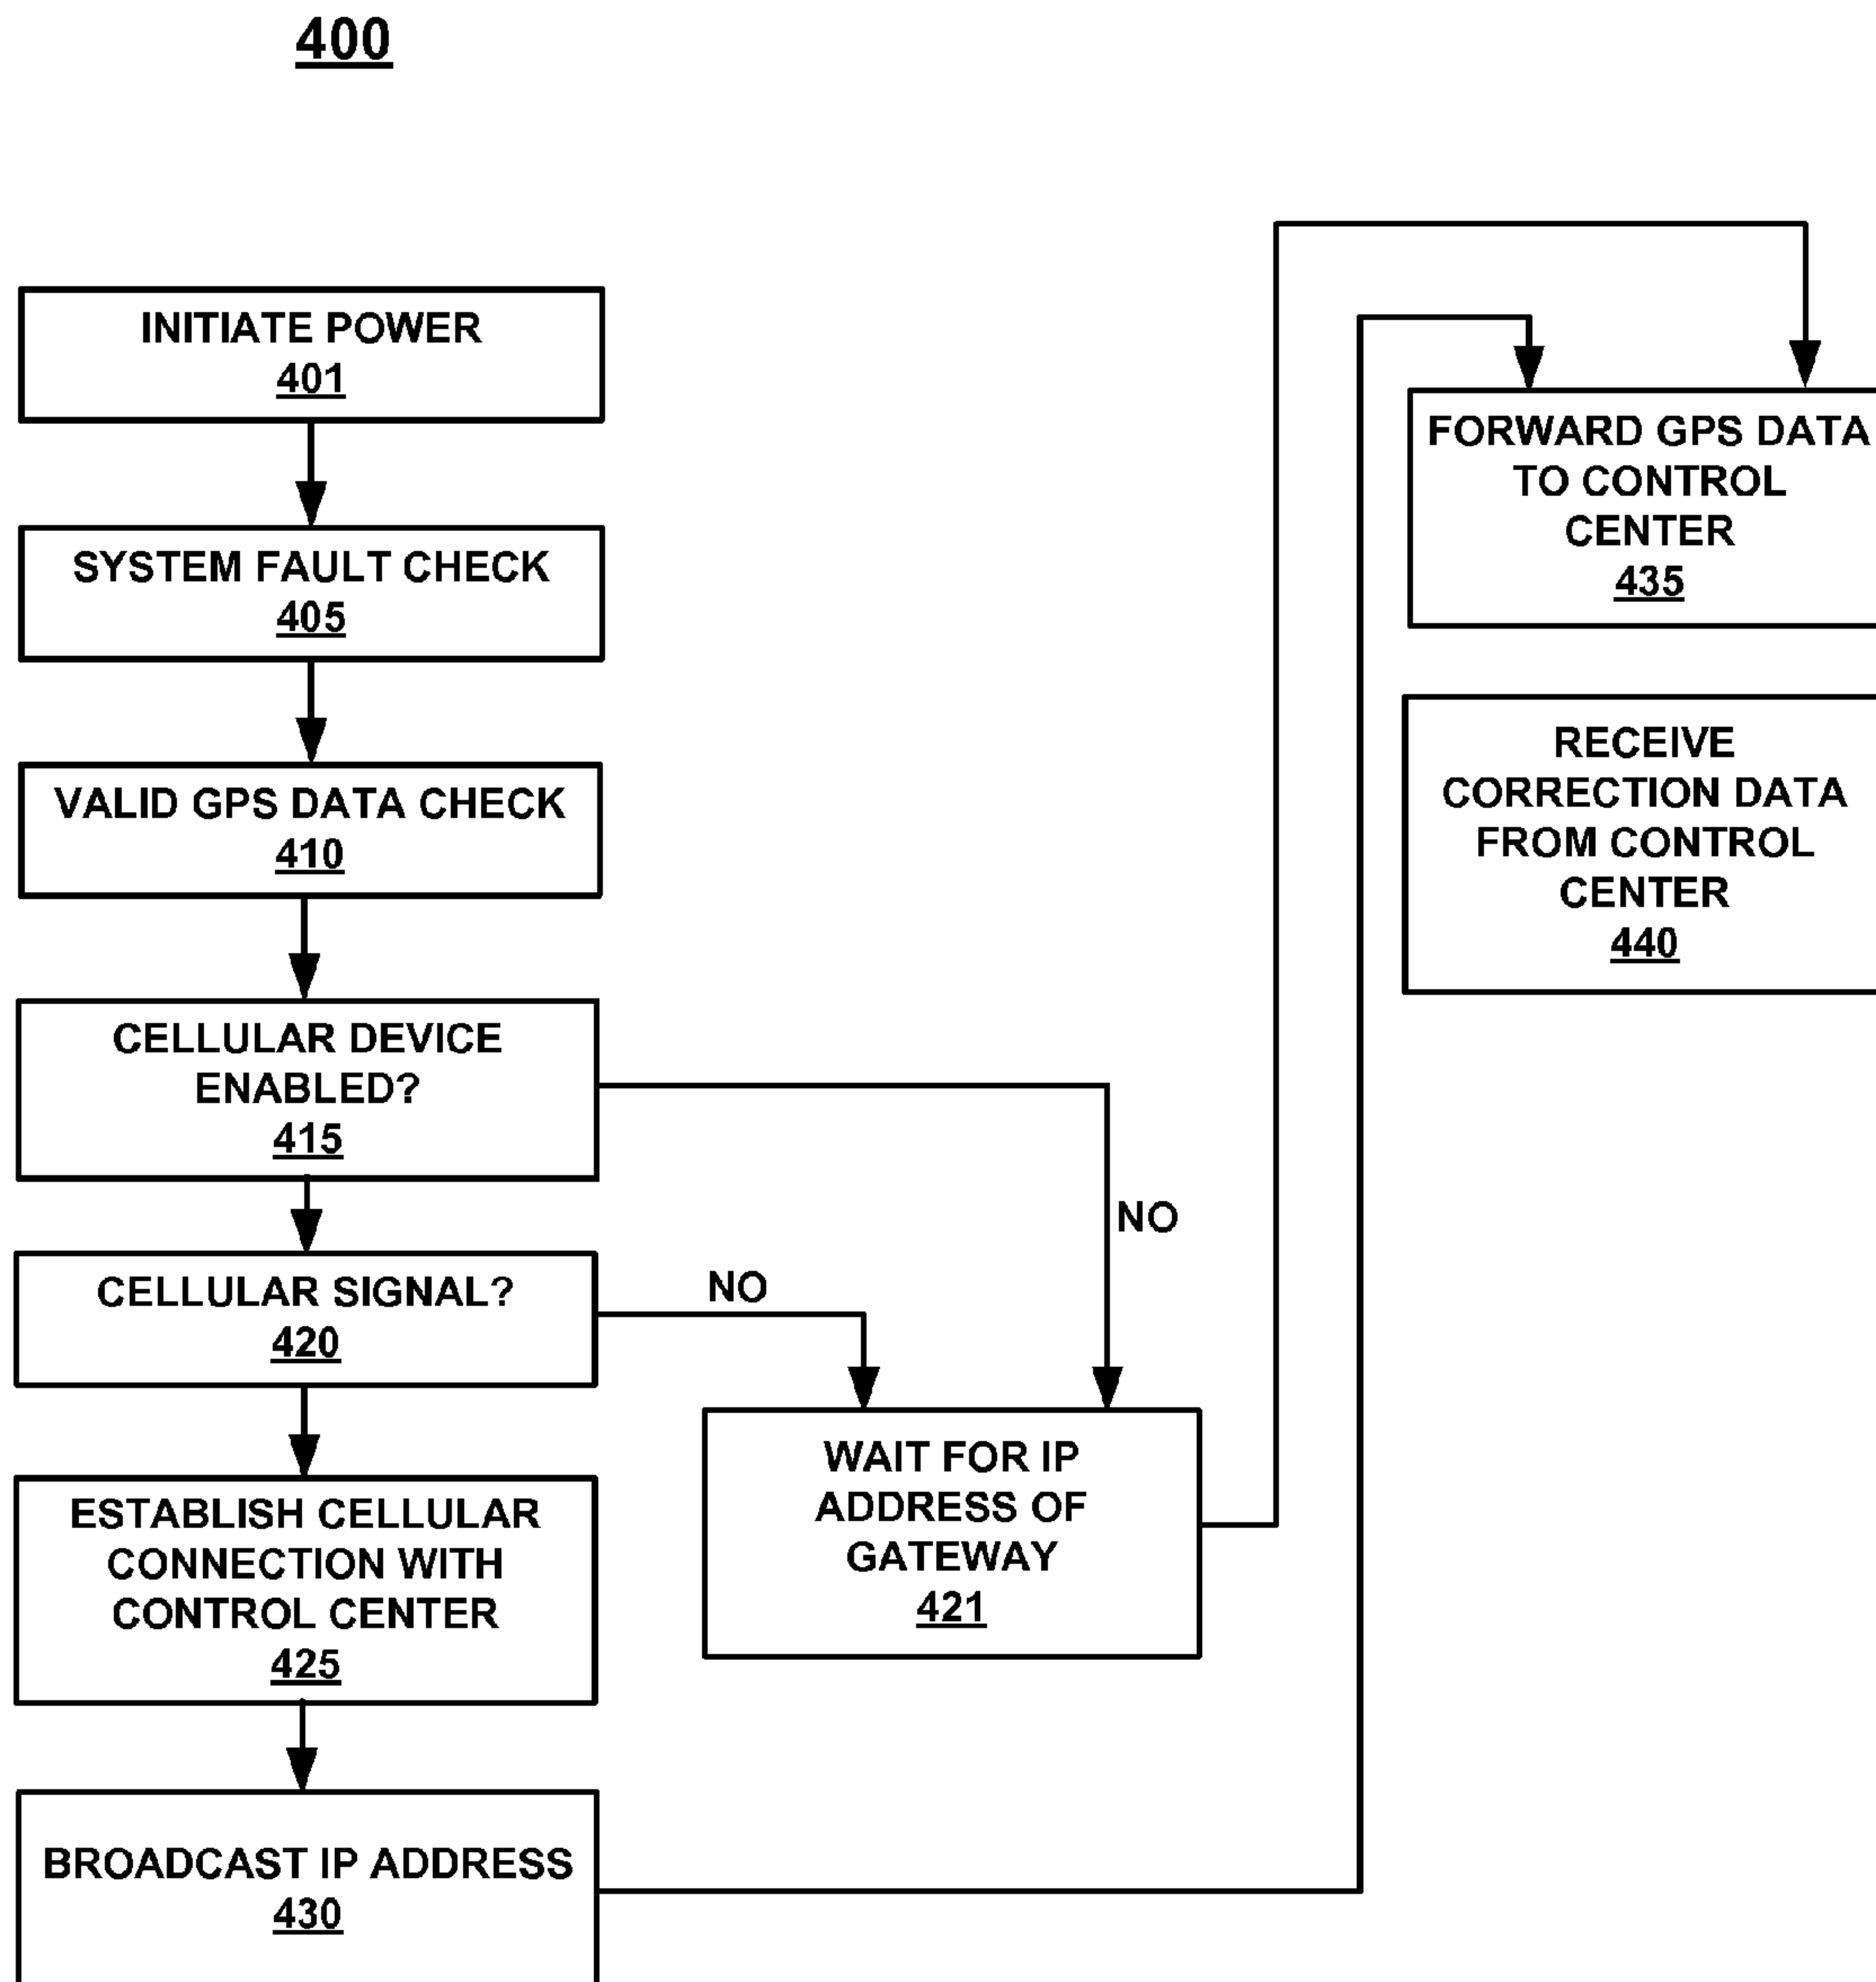 400
INITIATE POWER
401
SYSTEM FAULT CHECK
405
VALID GPS DATA CHECK
410
CELLULAR DEVICE
ENABLED?
415
NO
CELLULAR SIGNAL?
420
NO
WAIT FOR IP
ADDRESS OF
GATEWAY
421
ESTABLISH CELLULAR
CONNECTION WITH
CONTROL CENTER
425
BROADCAST IP ADDRESS
430
FORWARD GPS DATA
TO CONTROL
CENTER
435
RECEIVE
CORRECTION DATA
FROM CONTROL
CENTER
440